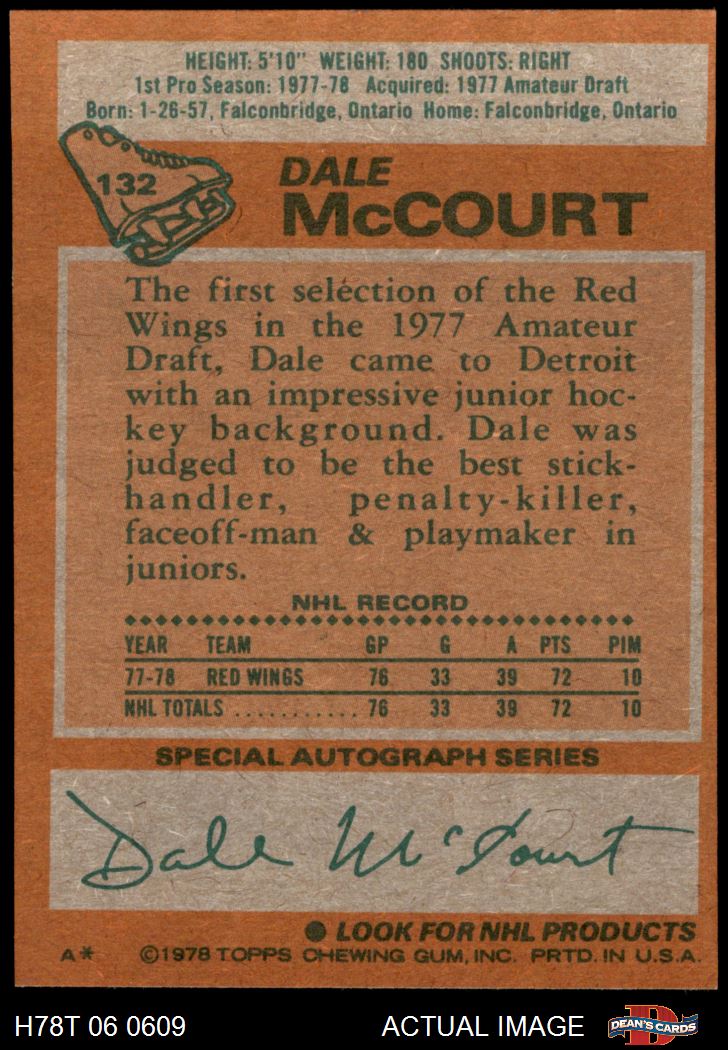 HEIGHT: 5'10" WEIGHT: 180 SHOOTS: RIGHT
1st Pro Season: 1977-78 Acquired: 1977 Amateur Draft
Born: 1-26-57, Falconbridge, Ontario Home: Falconbridge, Ontario
132
DALE
McCOURT
The first selection of the Red
Wings in the 1977 Amateur
Draft, Dale came to Detroit
with an impressive junior hoc-
key background. Dale was
judged to be the best stick-
handler, penalty-killer,
faceoff-man & playmaker in
juniors.
NHL RECORD
YEAR TEAM GP G A PTS PIM
77-78 RED WINGS 76 33 39 72 10
NHL TOTALS ........... 76 33 39 72 10
SPECIAL AUTOGRAPH SERIES
Dale McCourt
● LOOK FOR NHL PRODUCTS
A* ©1978 TOPPS CHEWING GUM, INC. PRTD. IN U.S.A.
H78T 06 0609 ACTUAL IMAGE D DEAN'S CARDS